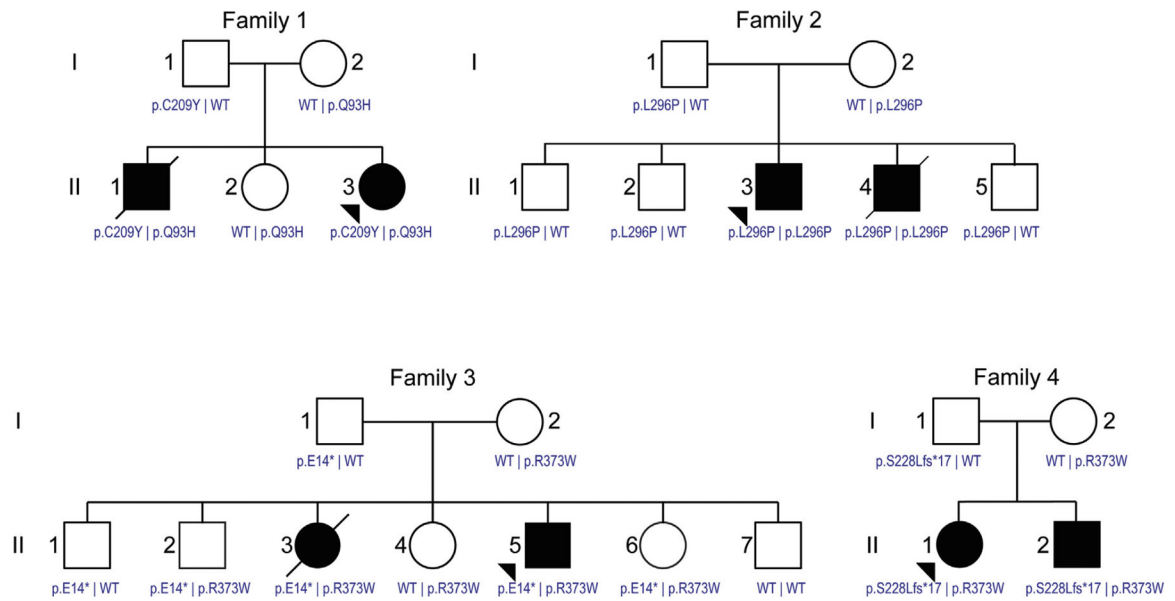 Family 1
Family 2
I
1
2
I
1
2
p.C209Y | WT
WT | p.Q93H
p.L296P | WT
WT | p.L296P
II
1
2
3
II
1
2
3
4
5
p.C209Y | p.Q93H
WT | p.Q93H
p.C209Y | p.Q93H
p.L296P | WT
p.L296P | WT
p.L296P | p.L296P
p.L296P | p.L296P
p.L296P | WT
Family 3
Family 4
I
1
2
I
1
2
p.E14* | WT
WT | p.R373W
p.S228Lfs*17 | WT
WT | p.R373W
II
1
2
3
4
5
6
7
II
1
2
p.E14* | WT
p.E14* | p.R373W
p.E14* | p.R373W
WT | p.R373W
p.E14* | p.R373W
p.E14* | p.R373W
WT | WT
p.S228Lfs*17 | p.R373W
p.S228Lfs*17 | p.R373W